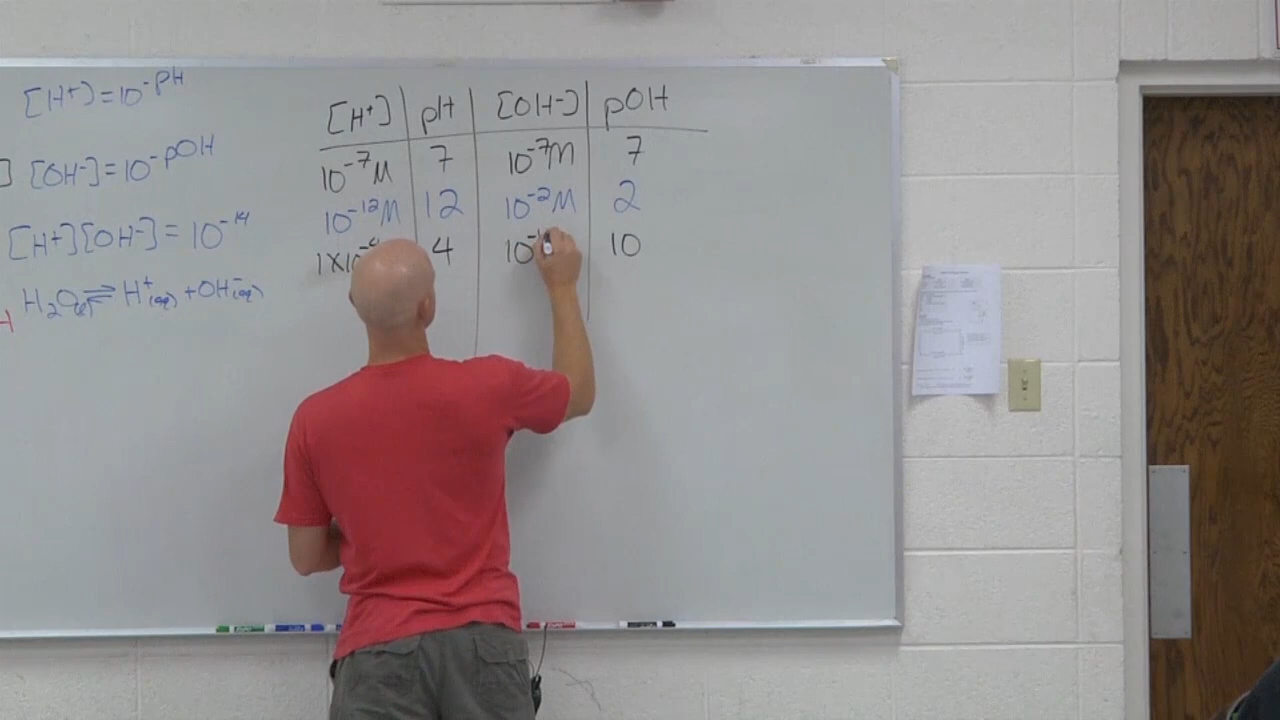 [H+] = 10-pH
] [OH-] = 10-pOH
[H+][OH-] = 10-14
H2O(l) ⇌ H+(aq) + OH-(aq)
[H+] pH [OH-] pOH
10-7 M 7 10-7 M 7
10-12 M 12 10-2 M 2
1x10-4 4 10-1 10